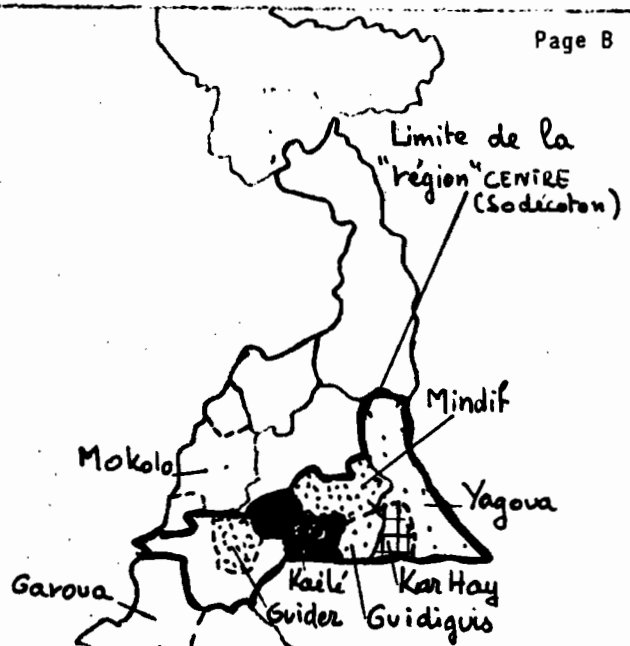 Page B
Limite de la
"région" CENTRE
(Sodécoton)
Mindif
Mokolo
Yagoua
Garoua
Kaélé
Kar Hay
Guider
Guidiguis